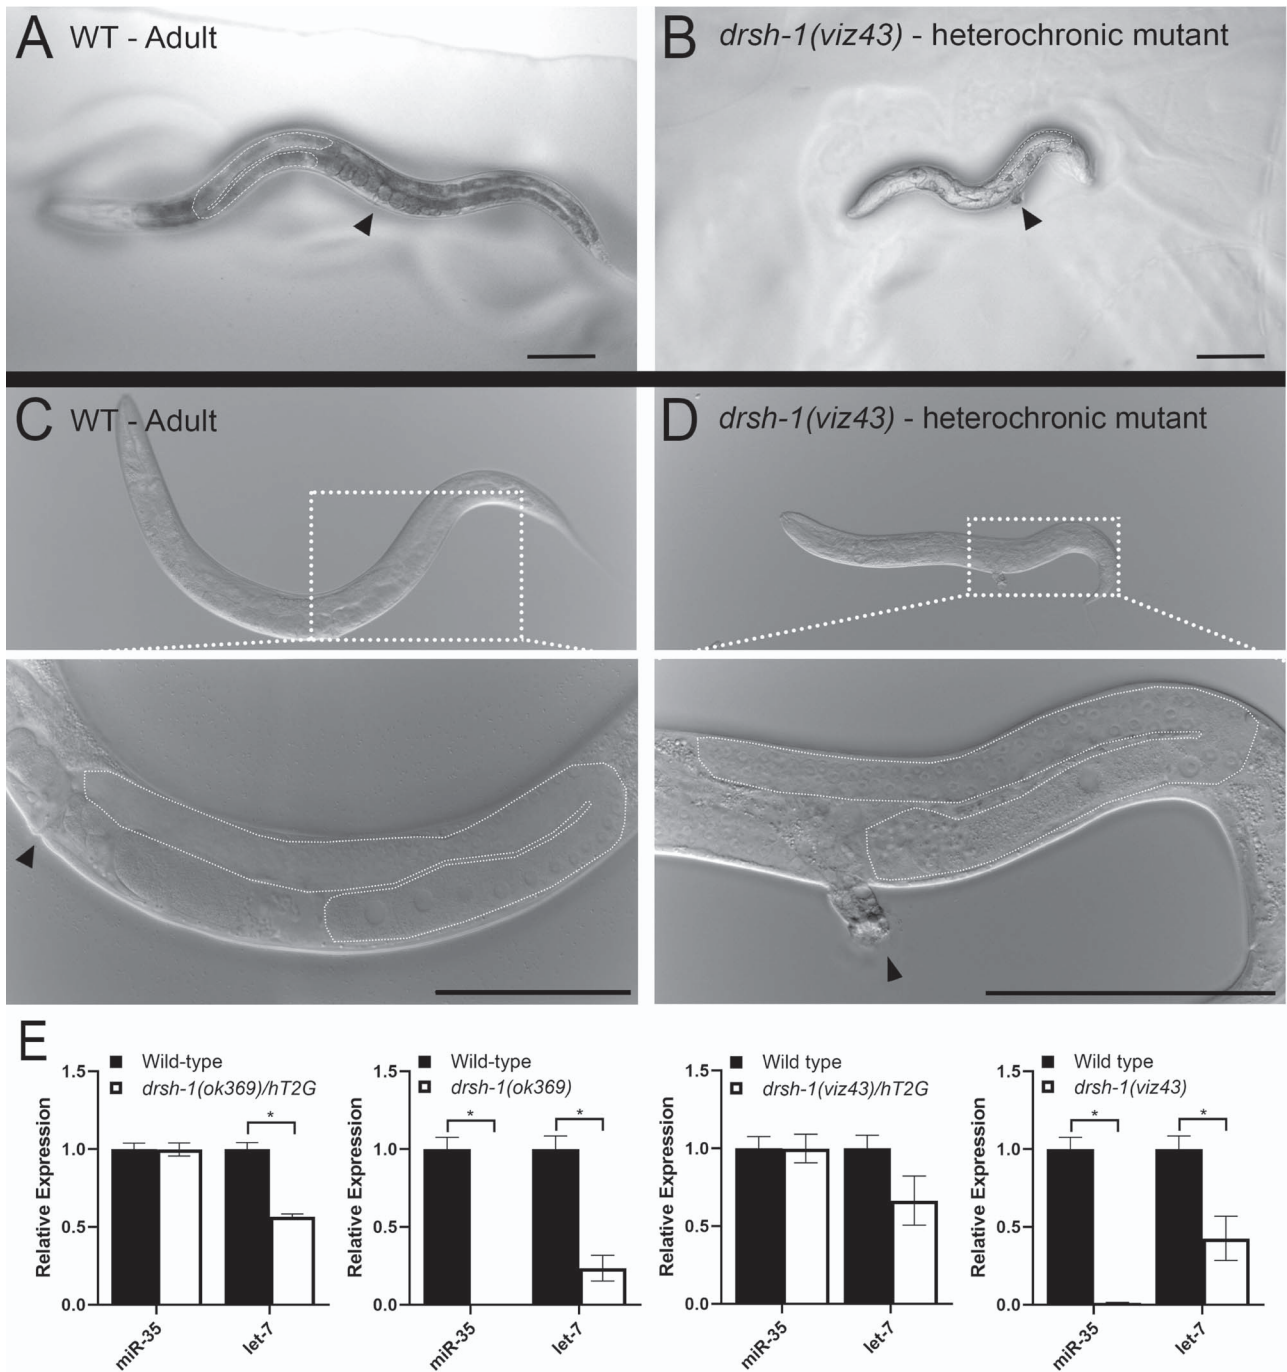 A WT - Adult
B drsh-1(viz43) - heterochronic mutant
C WT - Adult
D drsh-1(viz43) - heterochronic mutant
E
Wild-type
drsh-1(ok369)/hT2G
1.5
*
1.0
0.5
0.0
Relative Expression
miR-35
let-7
Wild-type
drsh-1(ok369)
1.5
*
*
1.0
0.5
0.0
Relative Expression
miR-35
let-7
Wild type
drsh-1(viz43)/hT2G
1.5
1.0
0.5
0.0
Relative Expression
miR-35
let-7
Wild type
drsh-1(viz43)
1.5
*
*
1.0
0.5
0.0
Relative Expression
miR-35
let-7